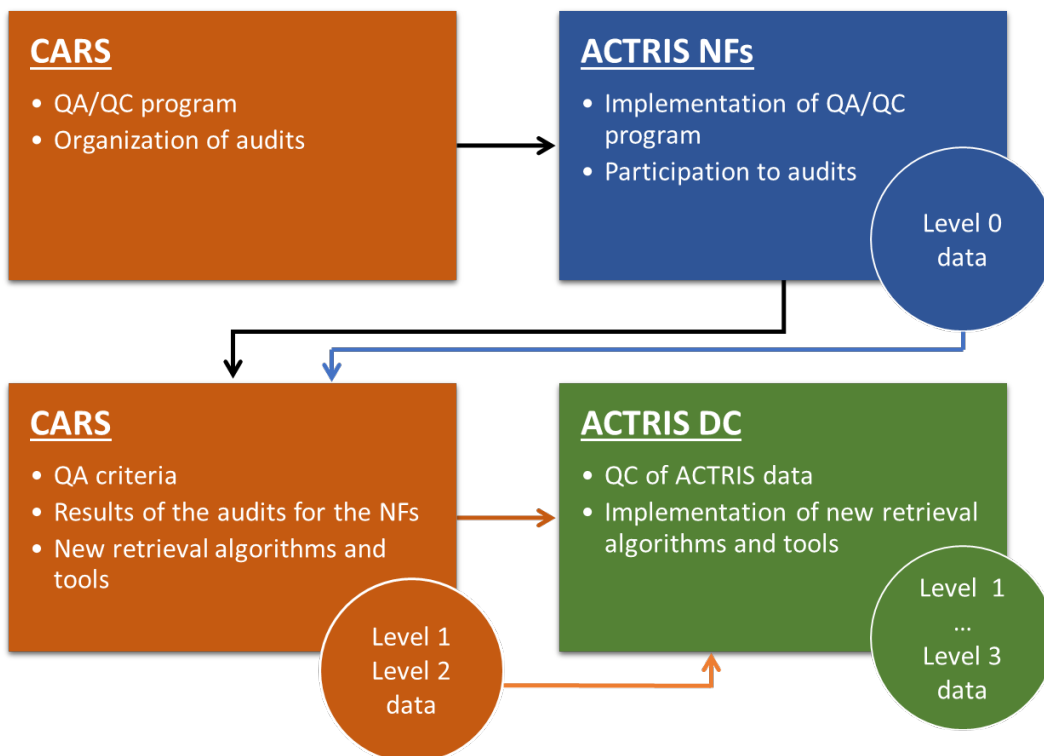 CARS
• QA/QC program
• Organization of audits
ACTRIS NFs
• Implementation of QA/QC
program
• Participation to audits
Level 0
data
CARS
• QA criteria
• Results of the audits for the NFs
• New retrieval algorithms and
tools
Level 1
Level 2
data
ACTRIS DC
• QC of ACTRIS data
• Implementation of new retrieval
algorithms and tools
Level 1
...
Level 3
data